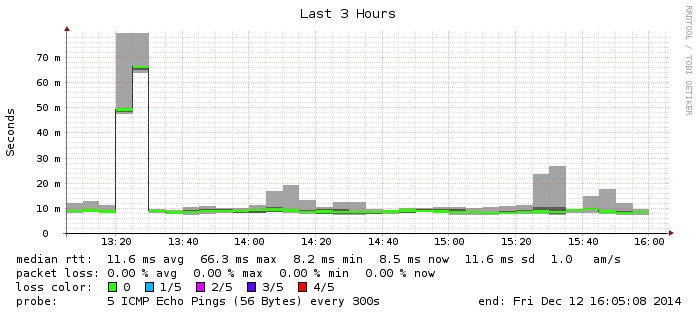 Last 3 Hours
RRDTOOL / TOBI OETIKER
Seconds
70 m
60 m
50 m
40 m
30 m
20 m
10 m
0
13:20 13:40 14:00 14:20 14:40 15:00 15:20 15:40 16:00
median rtt: 11.6 ms avg 66.3 ms max 8.2 ms min 8.5 ms now 11.6 ms sd 1.0 am/s
packet loss: 0.00 % avg 0.00 % max 0.00 % min 0.00 % now
loss color: 0 1/5 2/5 3/5 4/5
probe: 5 ICMP Echo Pings (56 Bytes) every 300s end: Fri Dec 12 16:05:08 2014